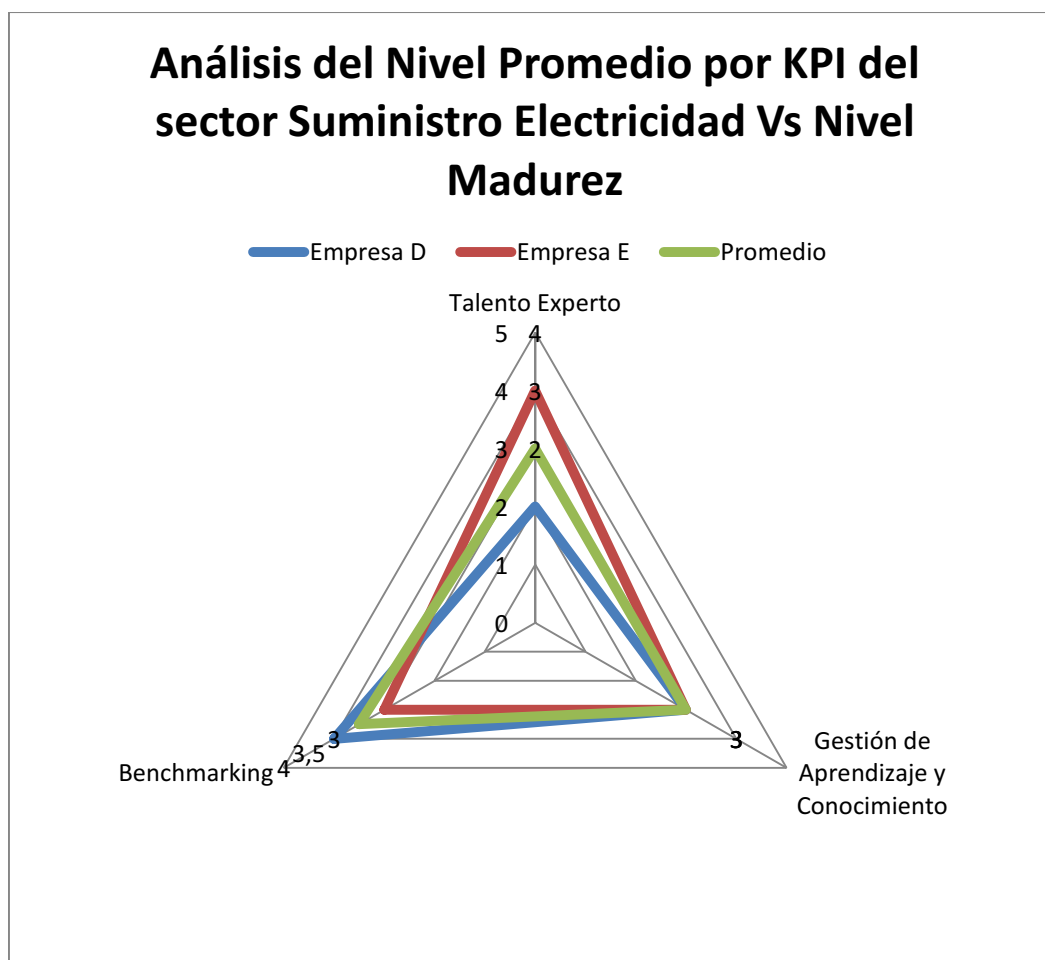 Análisis del Nivel Promedio por KPI del
sector Suministro Electricidad Vs Nivel
Madurez
Empresa D Empresa E Promedio
Talento Experto
5 4
4 3
3 2
2
1
0
3,5 3 3
4
Benchmarking
Gestión de
Aprendizaje y
Conocimiento